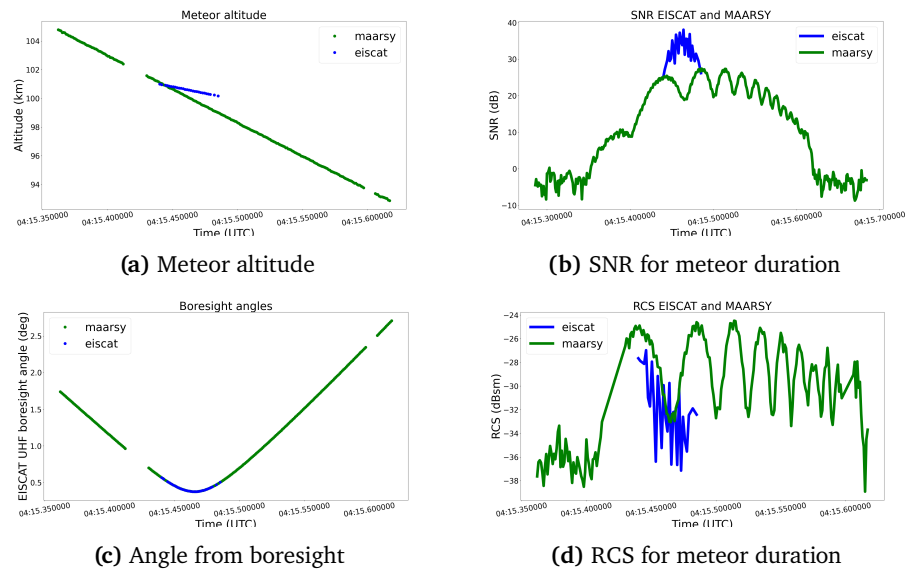 Meteor altitude
104
102
100
98
96
94
Altitude (km)
maarsy
eiscat
04:15.350000 04:15.400000 04:15.450000 04:15.500000 04:15.550000 04:15.600000
Time (UTC)
(a) Meteor altitude
SNR EISCAT and MAARSY
40
30
20
10
0
−10
SNR (dB)
eiscat
maarsy
04:15.300000 04:15.400000 04:15.500000 04:15.600000 04:15.700000
Time (UTC)
(b) SNR for meteor duration
Boresight angles
2.5
2.0
1.5
1.0
0.5
EISCAT UHF boresight angle (deg)
maarsy
eiscat
04:15.350000 04:15.400000 04:15.450000 04:15.500000 04:15.550000 04:15.600000
Time (UTC)
(c) Angle from boresight
RCS EISCAT and MAARSY
−24
−26
−28
−30
−32
−34
−36
−38
RCS (dBsm)
eiscat
maarsy
04:15.350000 04:15.400000 04:15.450000 04:15.500000 04:15.550000 04:15.600000
Time (UTC)
(d) RCS for meteor duration